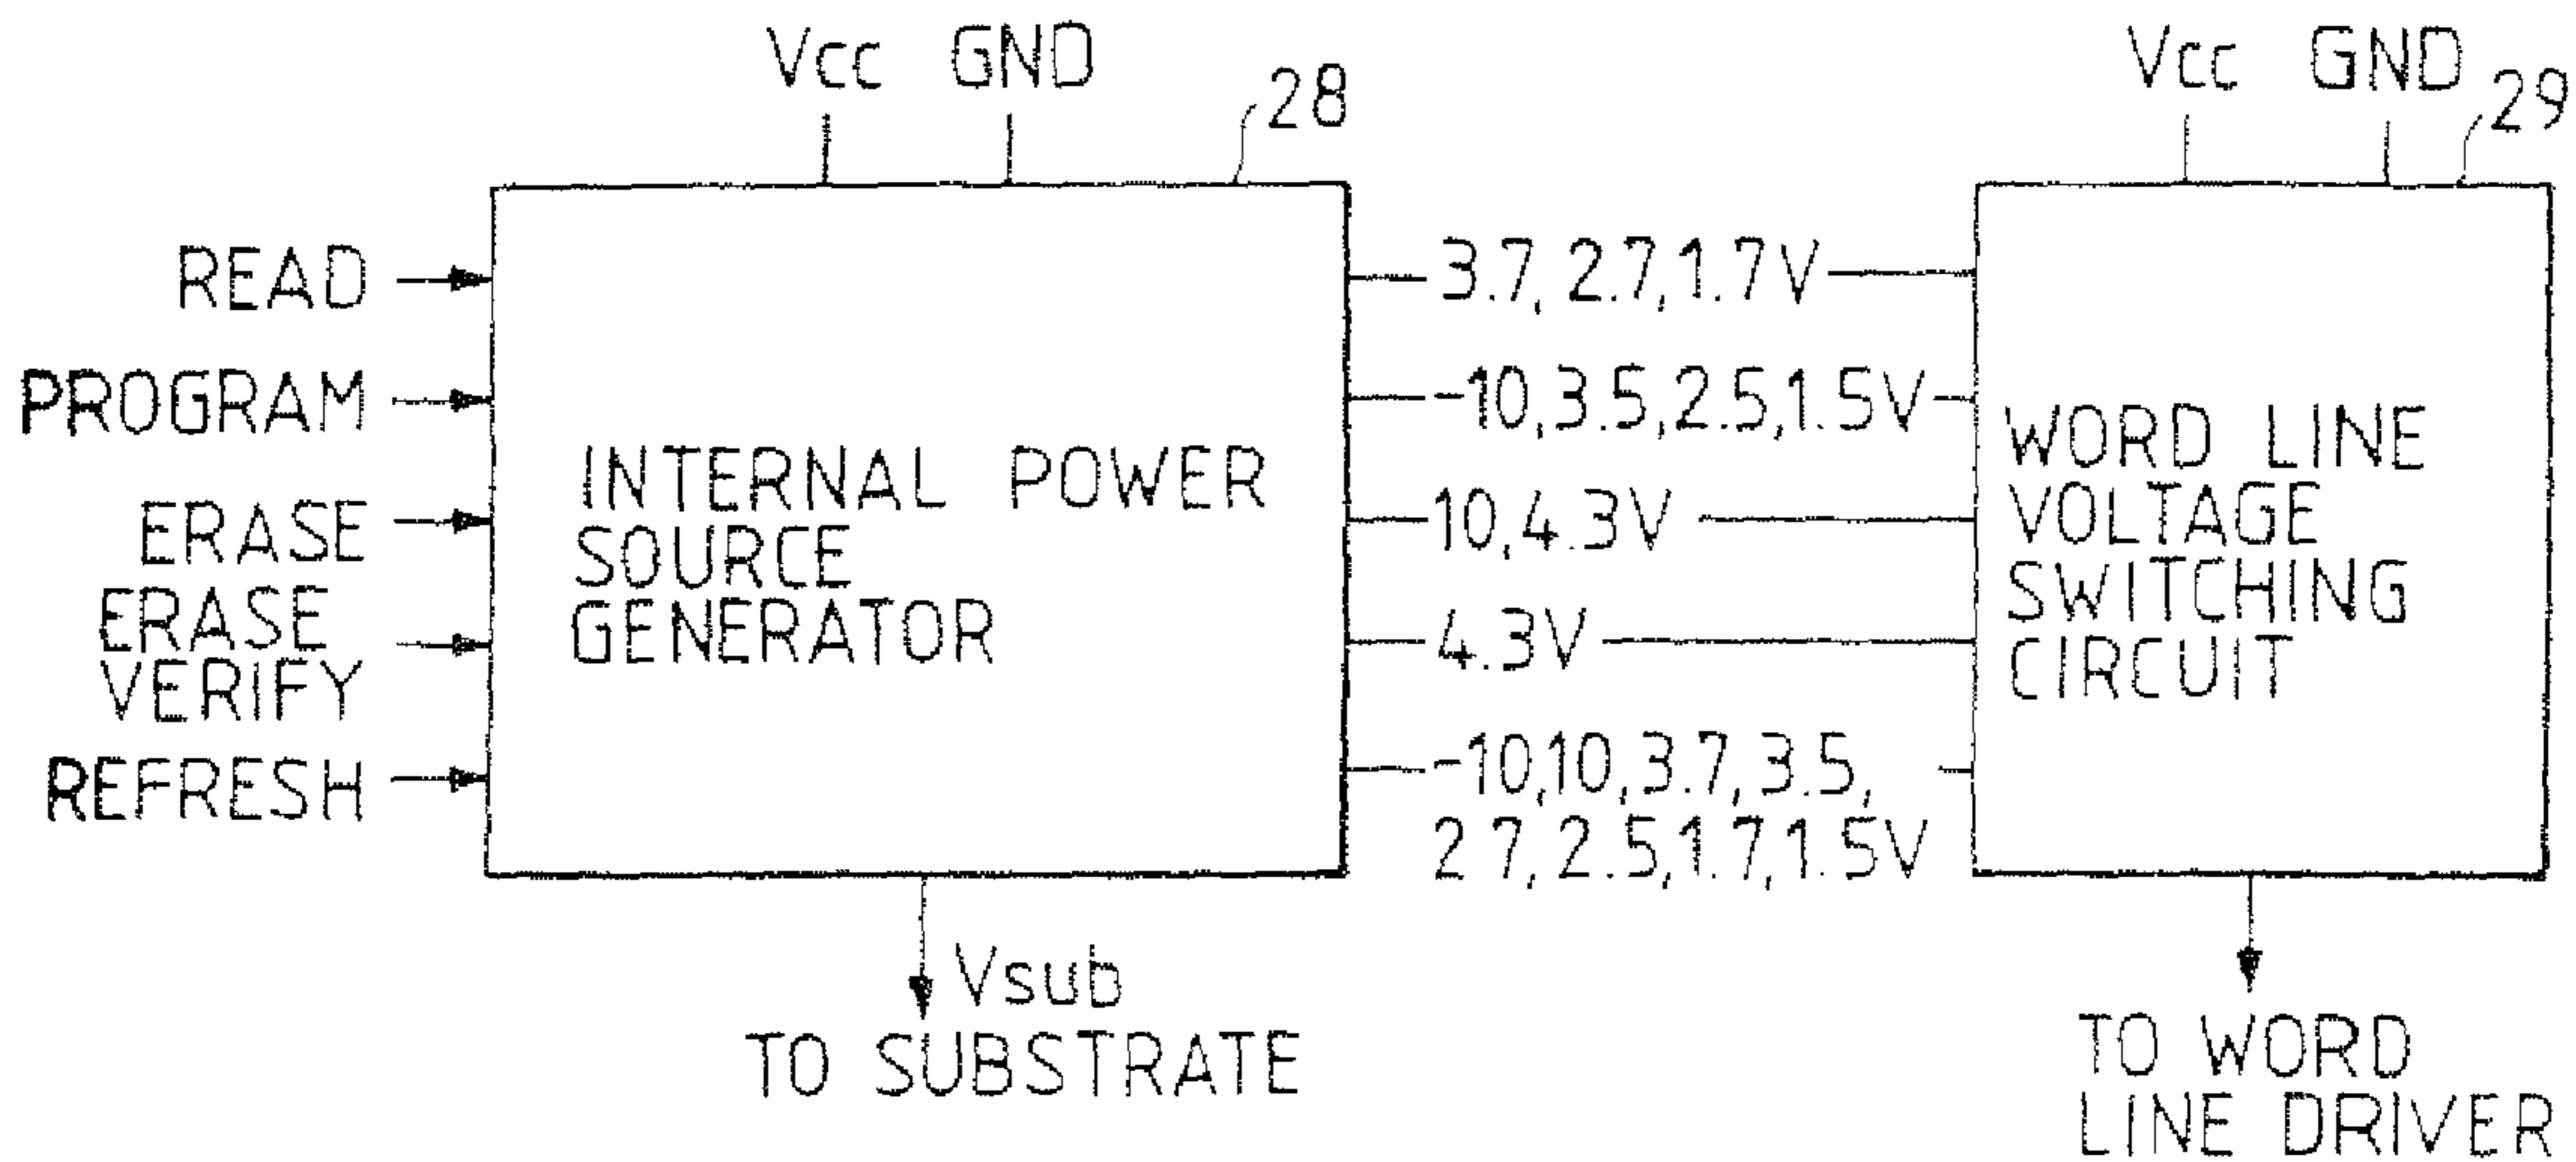 Vcc GND
28
Vcc GND
29
READ
PROGRAM
ERASE
ERASE
VERIFY
REFRESH
INTERNAL POWER
SOURCE
GENERATOR
3.7, 2.7, 1.7V
-10, 3.5, 2.5, 1.5V
10, 4.3V
4.3V
-10, 10, 3.7, 3.5,
2 7, 2.5, 1.7, 1.5V
WORD LINE
VOLTAGE
SWITCHING
CIRCUIT
Vsub
TO SUBSTRATE
TO WORD
LINE DRIVER